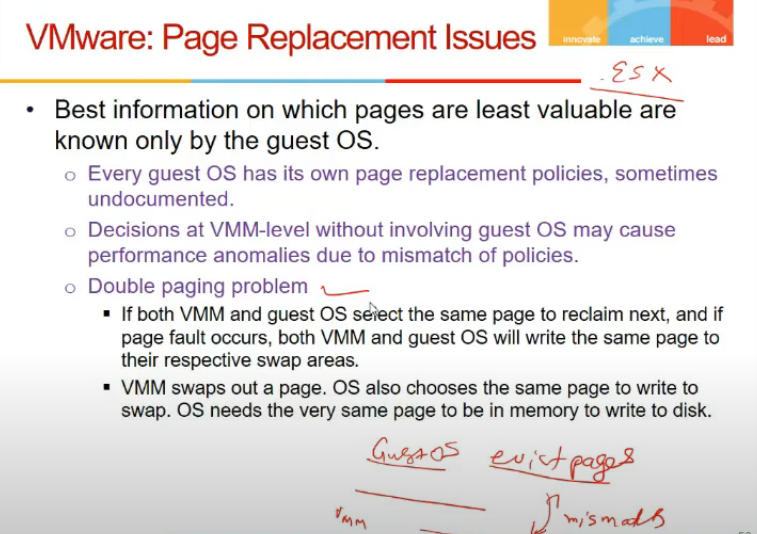 VMware: Page Replacement Issues
innovate achieve lead
.ESX
• Best information on which pages are least valuable are
known only by the guest OS.
o Every guest OS has its own page replacement policies, sometimes
undocumented.
o Decisions at VMM-level without involving guest OS may cause
performance anomalies due to mismatch of policies.
o Double paging problem
▪ If both VMM and guest OS select the same page to reclaim next, and if
page fault occurs, both VMM and guest OS will write the same page to
their respective swap areas.
▪ VMM swaps out a page. OS also chooses the same page to write to
swap. OS needs the very same page to be in memory to write to disk.
Guest OS evict pages
VMM